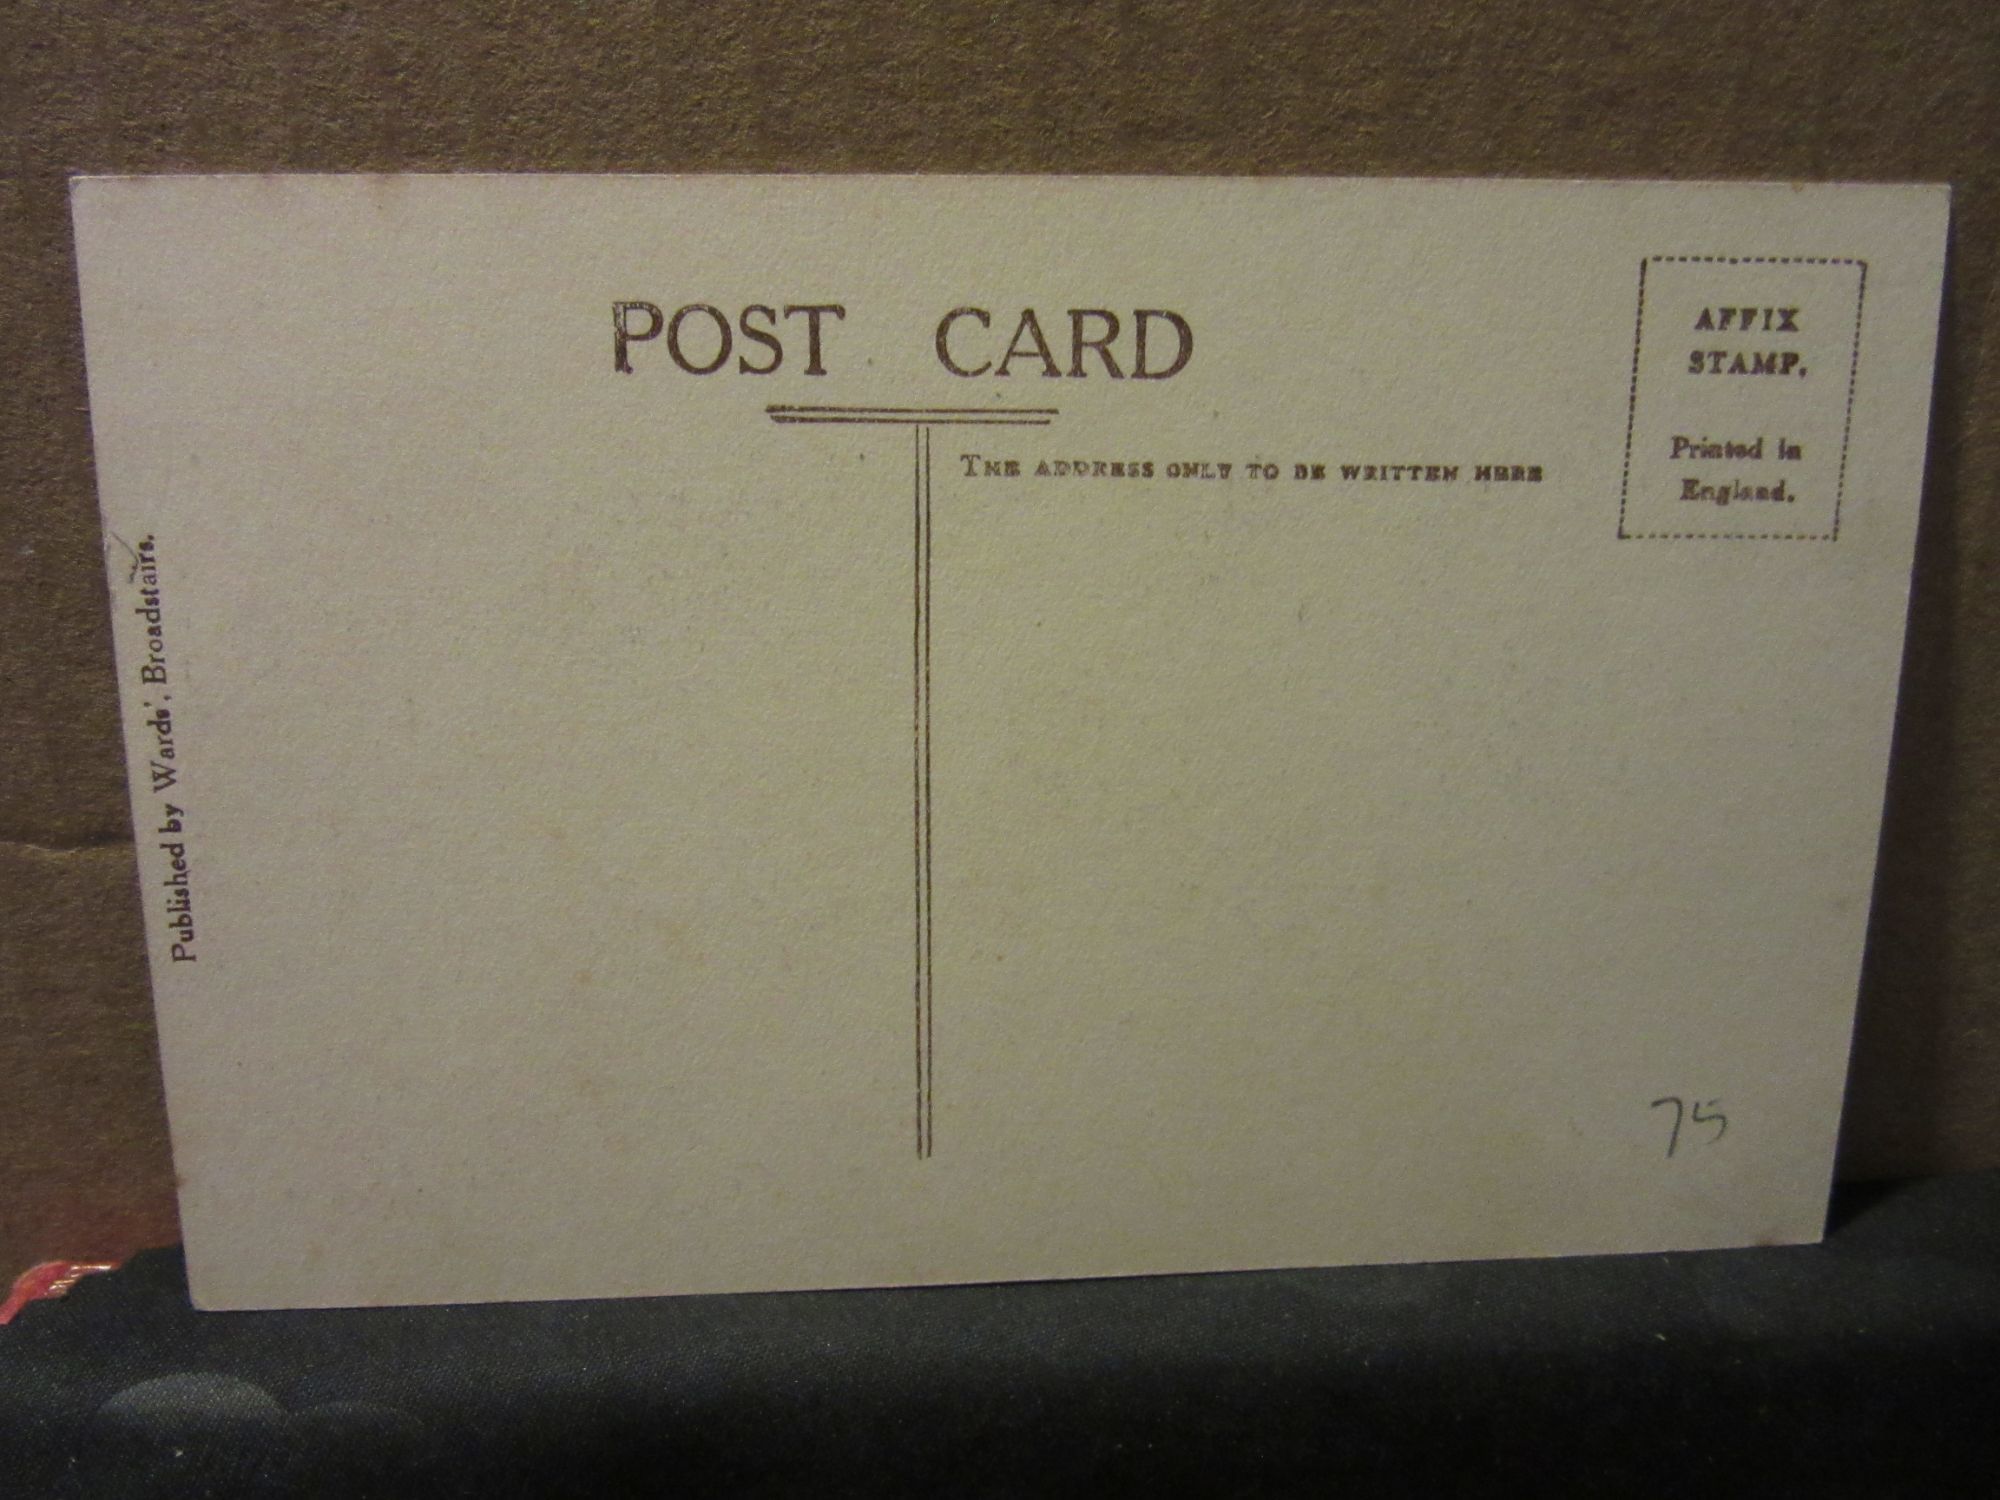 POST CARD
AFFIX
STAMP.
Printed in
England.
THE ADDRESS ONLY TO BE WRITTEN HERE
Published by Wards', Broadstairs.
75